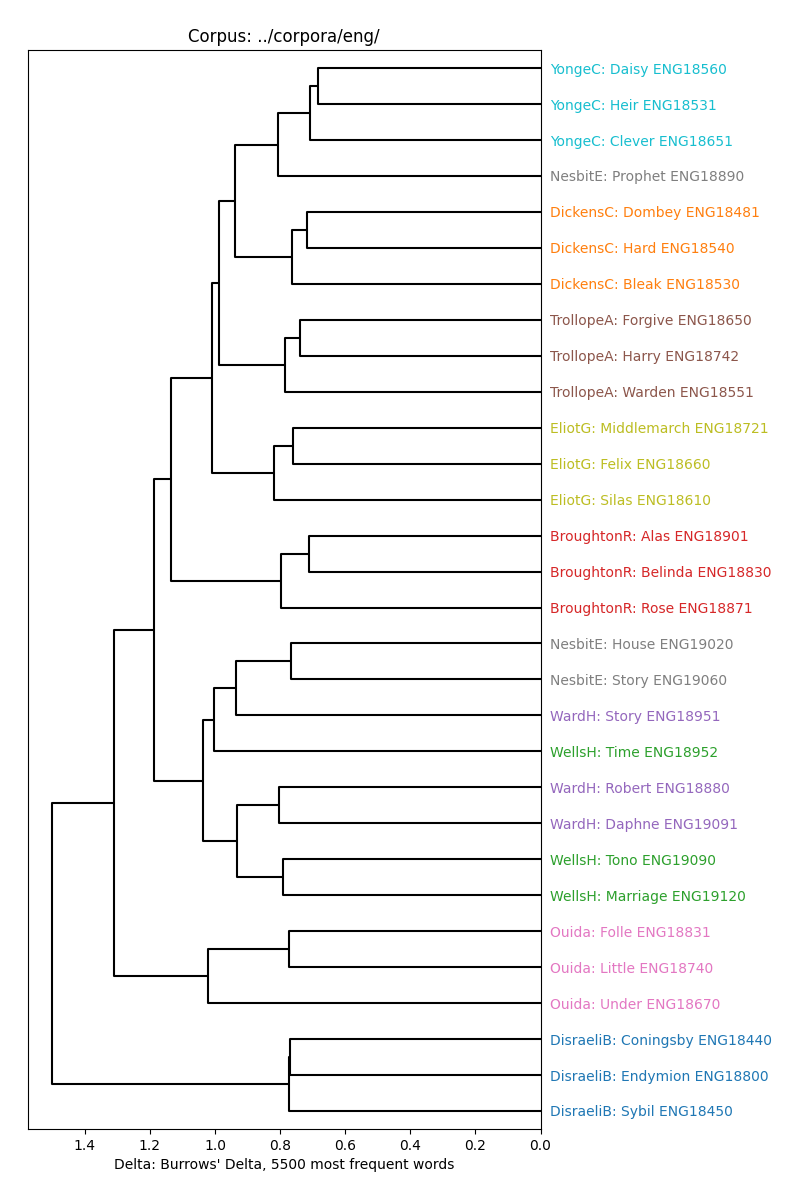 Corpus: ../corpora/eng/
YongeC: Daisy ENG18560
YongeC: Heir ENG18531
YongeC: Clever ENG18651
NesbitE: Prophet ENG18890
DickensC: Dombey ENG18481
DickensC: Hard ENG18540
DickensC: Bleak ENG18530
TrollopeA: Forgive ENG18650
TrollopeA: Harry ENG18742
TrollopeA: Warden ENG18551
EliotG: Middlemarch ENG18721
EliotG: Felix ENG18660
EliotG: Silas ENG18610
BroughtonR: Alas ENG18901
BroughtonR: Belinda ENG18830
BroughtonR: Rose ENG18871
NesbitE: House ENG19020
NesbitE: Story ENG19060
WardH: Story ENG18951
WellsH: Time ENG18952
WardH: Robert ENG18880
WardH: Daphne ENG19091
WellsH: Tono ENG19090
WellsH: Marriage ENG19120
Ouida: Folle ENG18831
Ouida: Little ENG18740
Ouida: Under ENG18670
DisraeliB: Coningsby ENG18440
DisraeliB: Endymion ENG18800
DisraeliB: Sybil ENG18450
1.4 1.2 1.0 0.8 0.6 0.4 0.2 0.0
Delta: Burrows' Delta, 5500 most frequent words